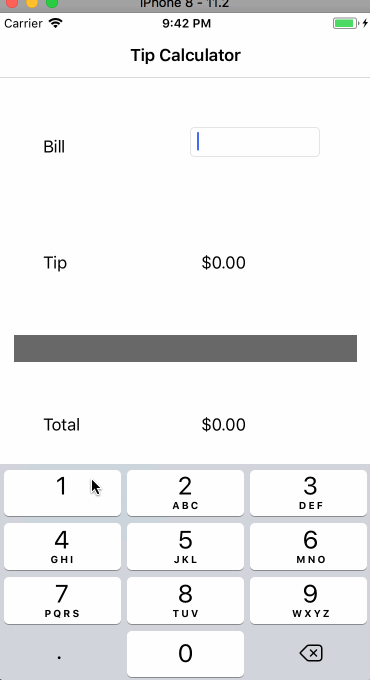 iPhone 8 - 11.2
Carrier 9:42 PM
Tip Calculator
Bill
Tip $0.00
Total $0.00
1 2 3
ABC DEF
4 5 6
GHI JKL MNO
7 8 9
PQRS TUV WXYZ
. 0